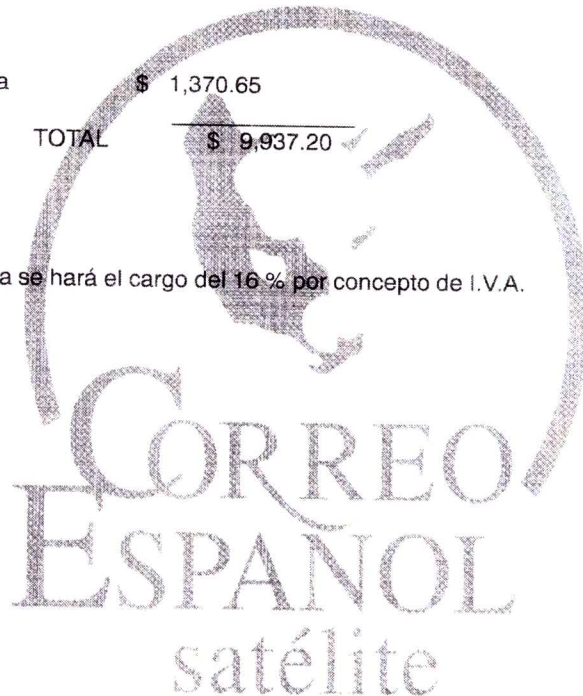 a $ 1,370.65
TOTAL $ 9,937.20
a se hará el cargo del 16 % por concepto de I.V.A.
CORREO
ESPAÑOL
satélite